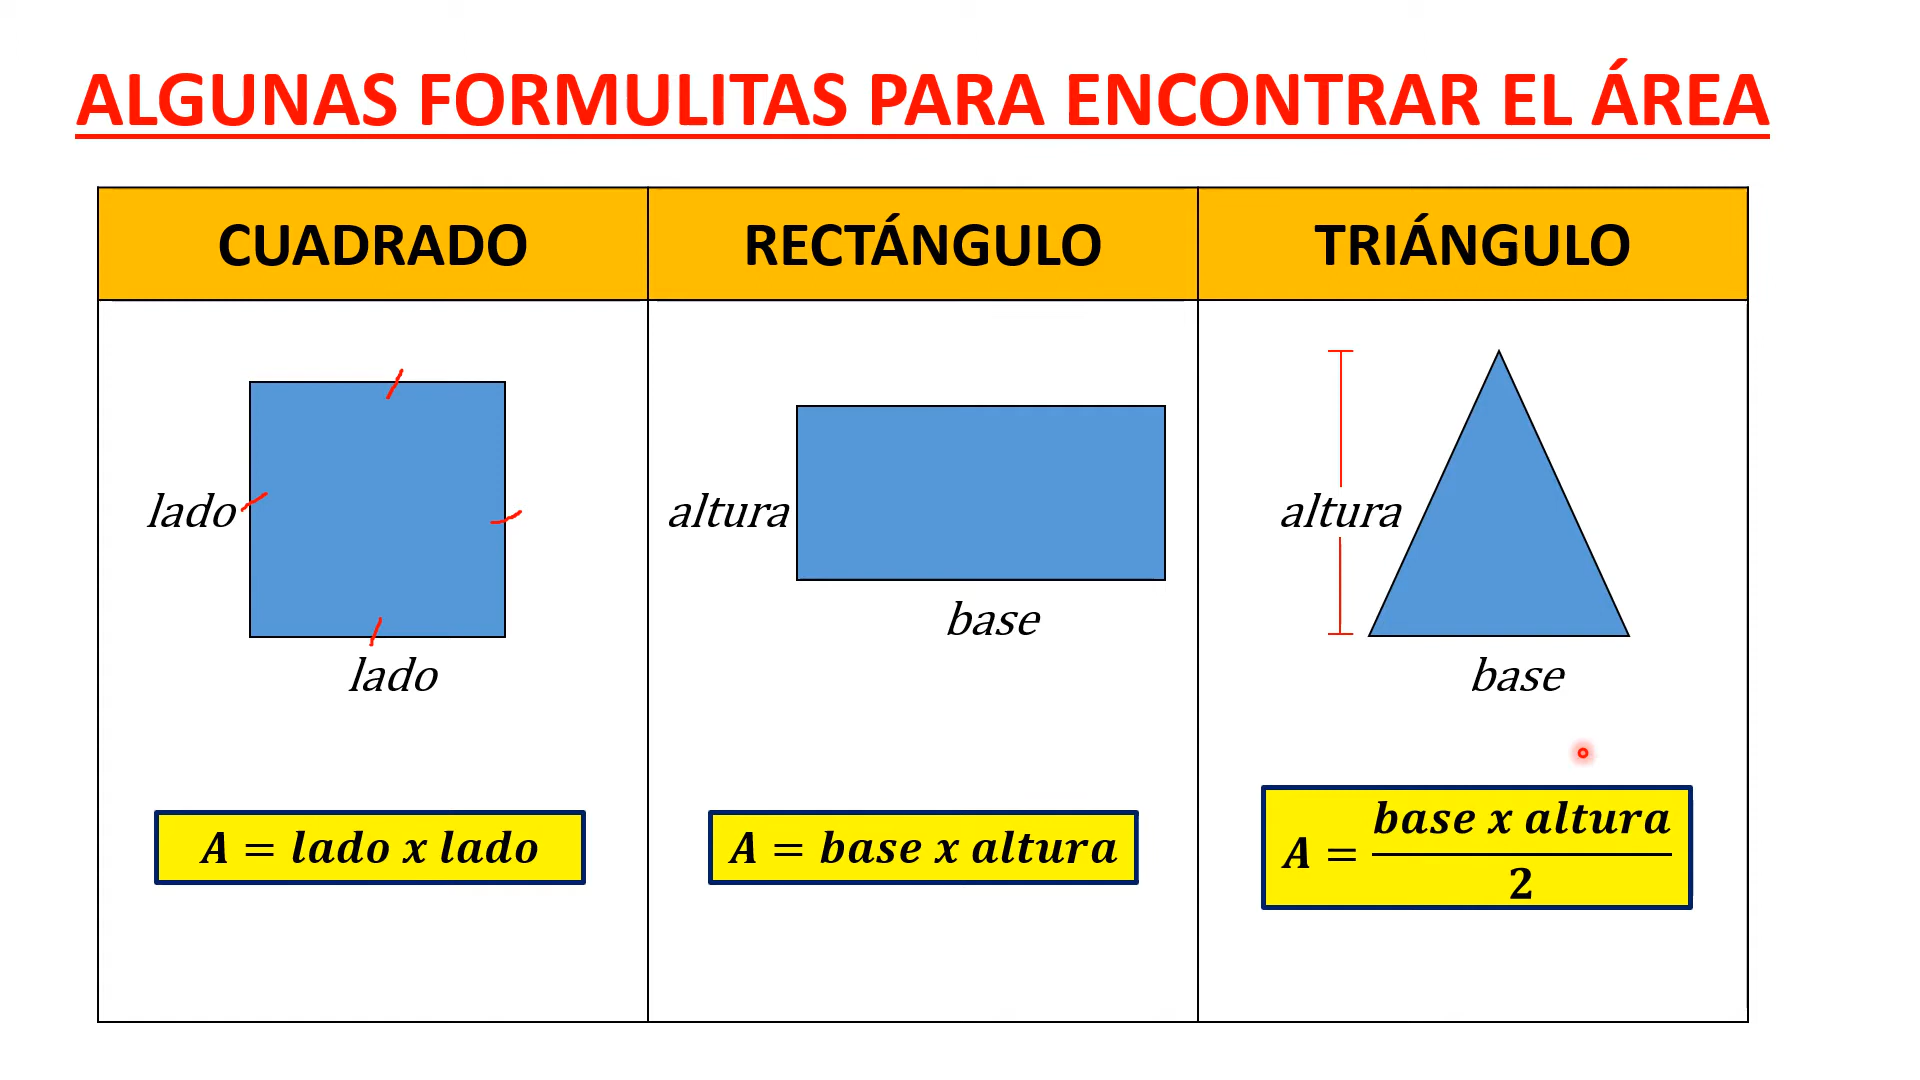 ALGUNAS FORMULITAS PARA ENCONTRAR EL ÁREA
CUADRADO
RECTÁNGULO
TRIÁNGULO
lado
lado
A = lado x lado
altura
base
A = base x altura
altura
base
A = base x altura
2